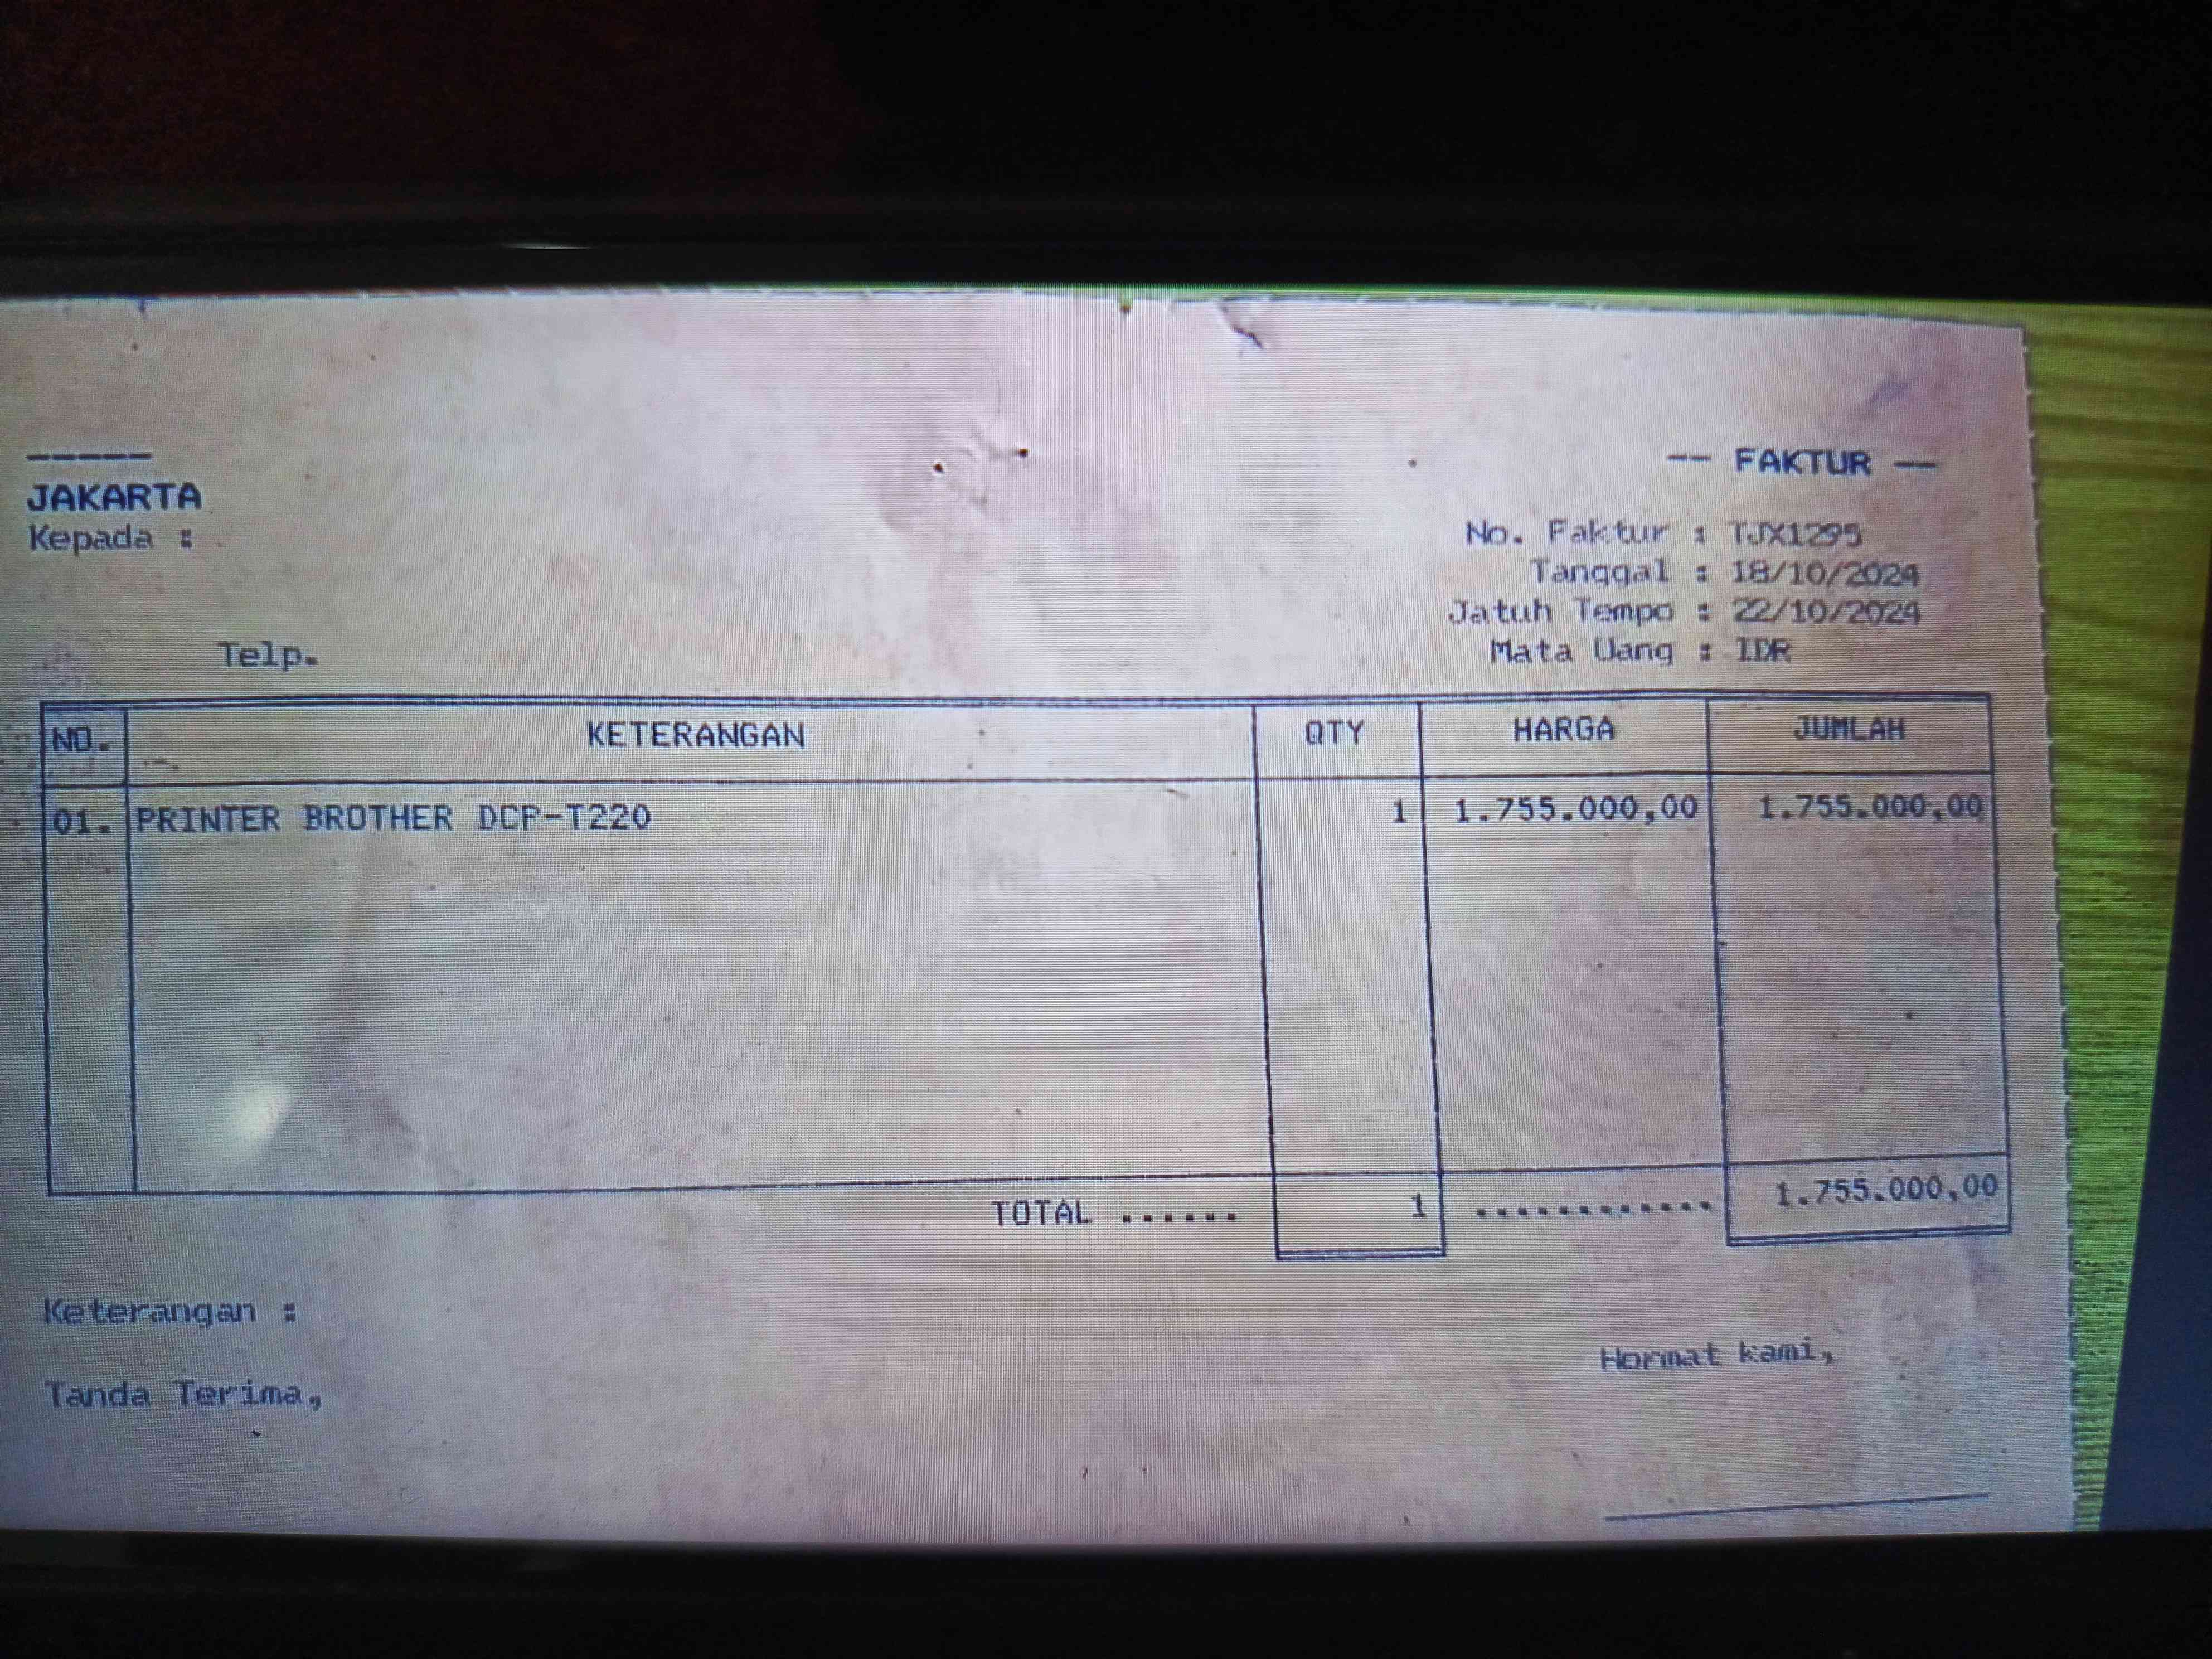 -----
JAKARTA
Kepada :
Telp.
-- FAKTUR --
No. Faktur : TJX1295
Tanggal : 18/10/2024
Jatuh Tempo : 22/10/2024
Mata Uang : IDR
NO. KETERANGAN QTY HARGA JUMLAH
01. PRINTER BROTHER DCP-T220 1 1.755.000,00 1.755.000,00
TOTAL ...... 1 ............ 1.755.000,00
Keterangan :
Tanda Terima,
Hormat kami,